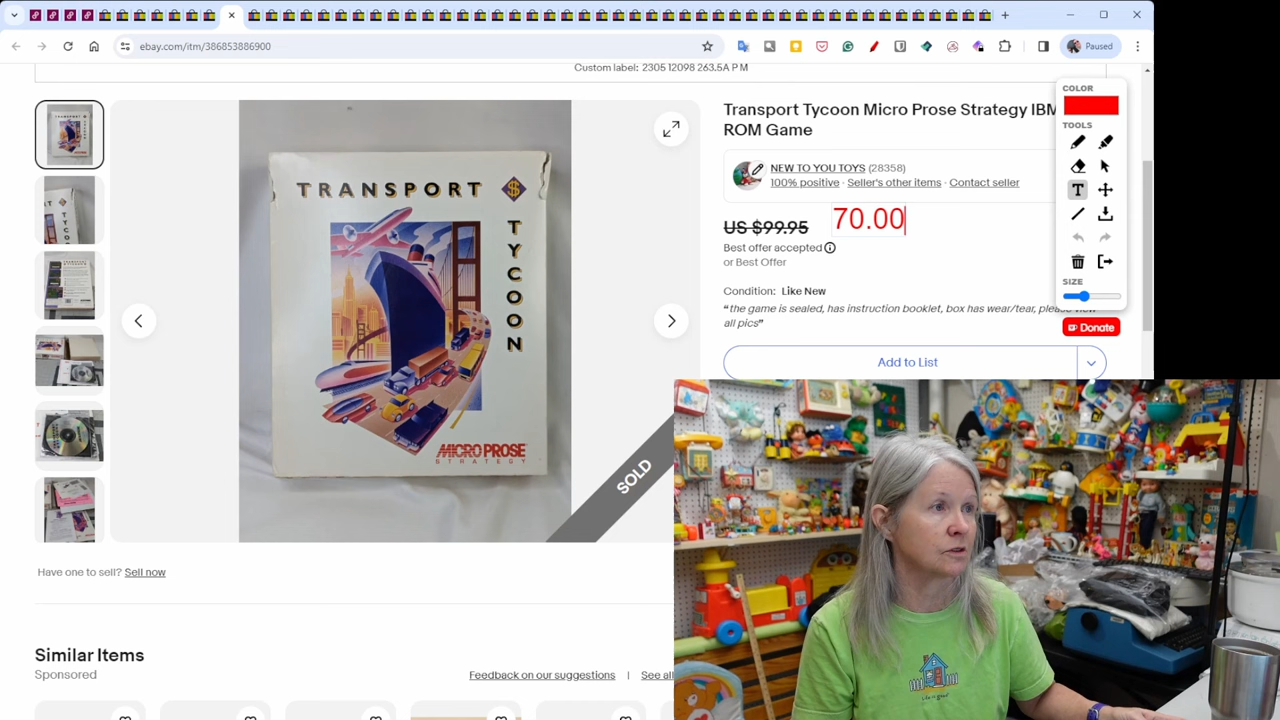 ebay.com/itm/386853886900
Paused
Custom label: 2305 12098 263.5A P M
COLOR
TOOLS
T
SIZE
Donate
TRANSPORT
$
TYCOON
MICRO PROSE
STRATEGY
SOLD
Transport Tycoon Micro Prose Strategy IBM
ROM Game
NEW TO YOU TOYS (28358)
100% positive · Seller's other items · Contact seller
US $99.95
70.00
Best offer accepted
or Best Offer
Condition: Like New
“the game is sealed, has instruction booklet, box has wear/tear, please view
all pics”
Add to List
Have one to sell? Sell now
Similar Items
Sponsored
Feedback on our suggestions | See all
life is good